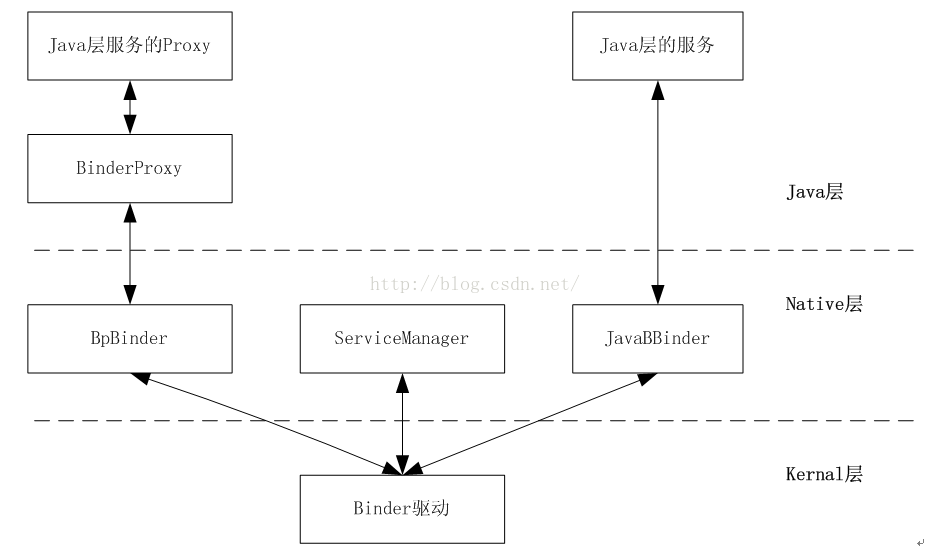 Java层服务的Proxy
Java层的服务
BinderProxy
Java层
http://blog.csdn.net/
Native层
BpBinder
ServiceManager
JavaBBinder
Kernal层
Binder驱动